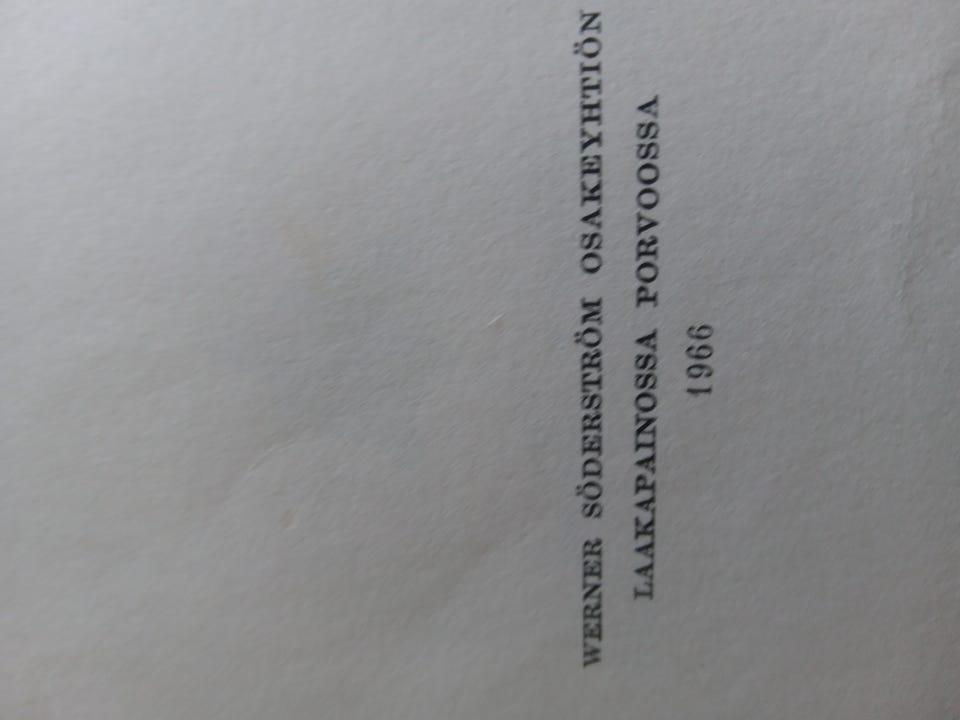 WERNER SÖDERSTRÖM OSAKEYHTIÖN
LAAKAPAINOSSA PORVOOSSA
1966